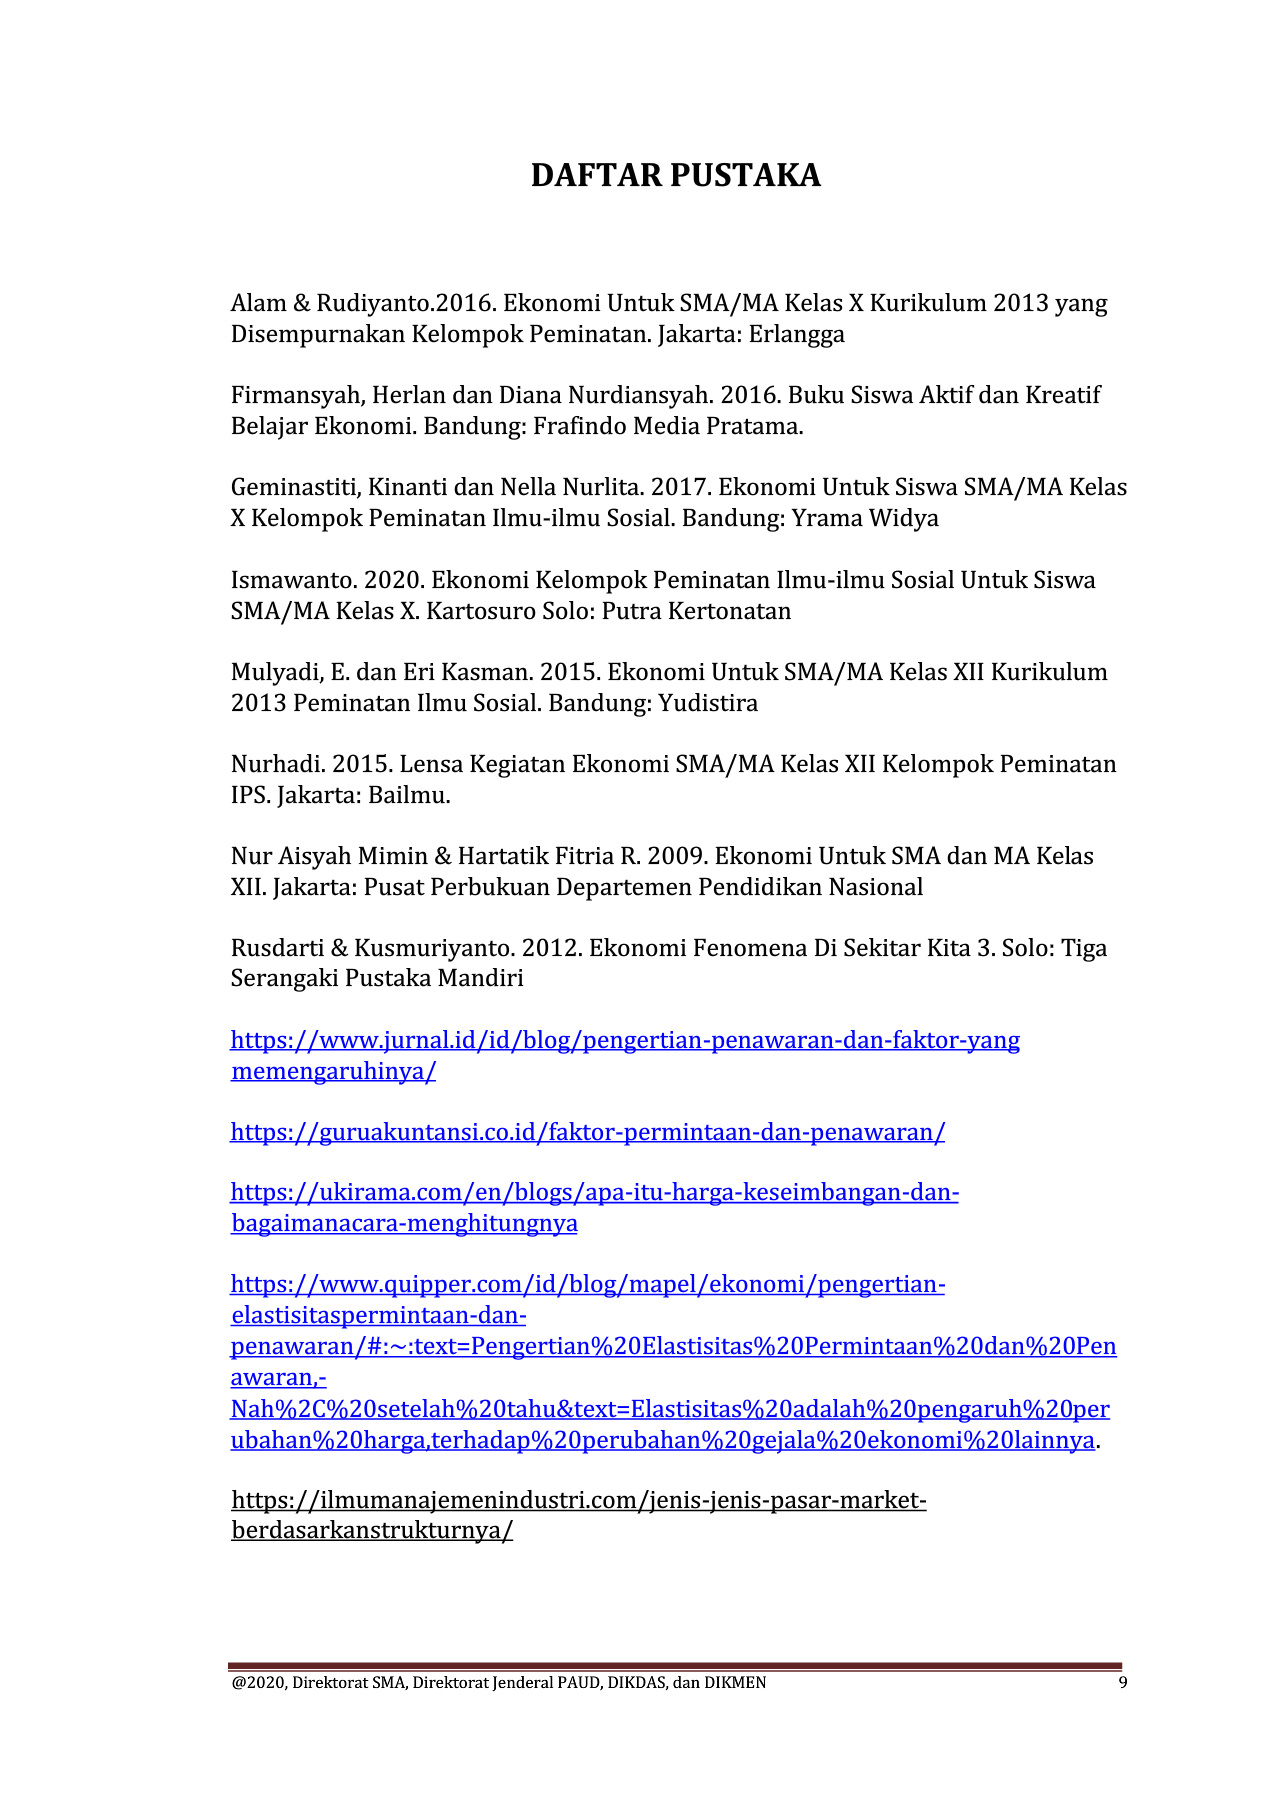 DAFTAR PUSTAKA
Alam & Rudiyanto.2016. Ekonomi Untuk SMA/MA Kelas X Kurikulum 2013 yang
Disempurnakan Kelompok Peminatan. Jakarta: Erlangga
Firmansyah, Herlan dan Diana Nurdiansyah. 2016. Buku Siswa Aktif dan Kreatif
Belajar Ekonomi. Bandung: Frafindo Media Pratama.
Geminastiti, Kinanti dan Nella Nurlita. 2017. Ekonomi Untuk Siswa SMA/MA Kelas
X Kelompok Peminatan Ilmu-ilmu Sosial. Bandung: Yrama Widya
Ismawanto. 2020. Ekonomi Kelompok Peminatan Ilmu-ilmu Sosial Untuk Siswa
SMA/MA Kelas X. Kartosuro Solo: Putra Kertonatan
Mulyadi, E. dan Eri Kasman. 2015. Ekonomi Untuk SMA/MA Kelas XII Kurikulum
2013 Peminatan Ilmu Sosial. Bandung: Yudistira
Nurhadi. 2015. Lensa Kegiatan Ekonomi SMA/MA Kelas XII Kelompok Peminatan
IPS. Jakarta: Bailmu.
Nur Aisyah Mimin & Hartatik Fitria R. 2009. Ekonomi Untuk SMA dan MA Kelas
XII. Jakarta: Pusat Perbukuan Departemen Pendidikan Nasional
Rusdarti & Kusmuriyanto. 2012. Ekonomi Fenomena Di Sekitar Kita 3. Solo: Tiga
Serangaki Pustaka Mandiri
https://www.jurnal.id/id/blog/pengertian-penawaran-dan-faktor-yang
memengaruhinya/
https://guruakuntansi.co.id/faktor-permintaan-dan-penawaran/
https://ukirama.com/en/blogs/apa-itu-harga-keseimbangan-dan-
bagaimanacara-menghitungnya
https://www.quipper.com/id/blog/mapel/ekonomi/pengertian-
elastisitaspermintaan-dan-
penawaran/#:~:text=Pengertian%20Elastisitas%20Permintaan%20dan%20Pen
awaran,-
Nah%2C%20setelah%20tahu&text=Elastisitas%20adalah%20pengaruh%20per
ubahan%20harga,terhadap%20perubahan%20gejala%20ekonomi%20lainnya.
https://ilmumanajemenindustri.com/jenis-jenis-pasar-market-
berdasarkanstrukturnya/
@2020, Direktorat SMA, Direktorat Jenderal PAUD, DIKDAS, dan DIKMEN 9